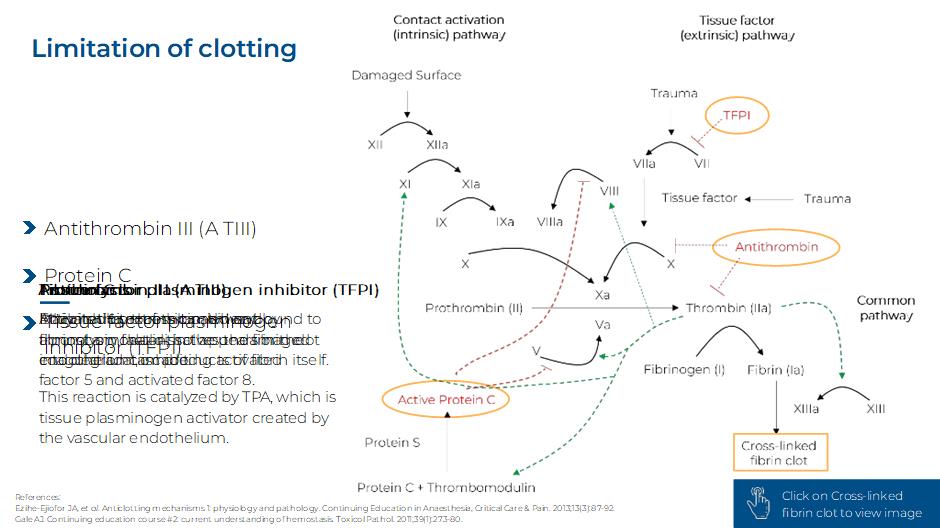 Limitation of clotting
Contact activation
(intrinsic) pathway
Tissue factor
(extrinsic) pathway
Damaged Surface
Trauma
TFPI
XII
XIIa
VIIa
VII
XI
XIa
VIII
Tissue factor
Trauma
IX
IXa
VIIIa
Antithrombin III (A TIII)
Antithrombin
X
X
Protein C
Xa
inhibitor (TFPI)
Prothrombin (II)
Thrombin (IIa)
Common
pathway
Va
Tissue factor plasminogen
inhibitor (TFPI)
V
Fibrinogen (I)
Fibrin (Ia)
factor 5 and activated factor 8.
This reaction is catalyzed by TPA, which is
tissue plasminogen activator created by
the vascular endothelium.
Active Protein C
XIIIa
XIII
Protein S
Cross-linked
fibrin clot
Protein C + Thrombomodulin
References:
Ezihe-Ejiofor JA, et al. Anticlotting mechanisms 1: physiology and pathology. Continuing Education in Anaesthesia, Critical Care & Pain. 2013;13(3):87-92.
Gale AJ. Continuing education course #2: current understanding of hemostasis. Toxicol Pathol. 2011;39(1):273-80.
Click on Cross-linked
fibrin clot to view image